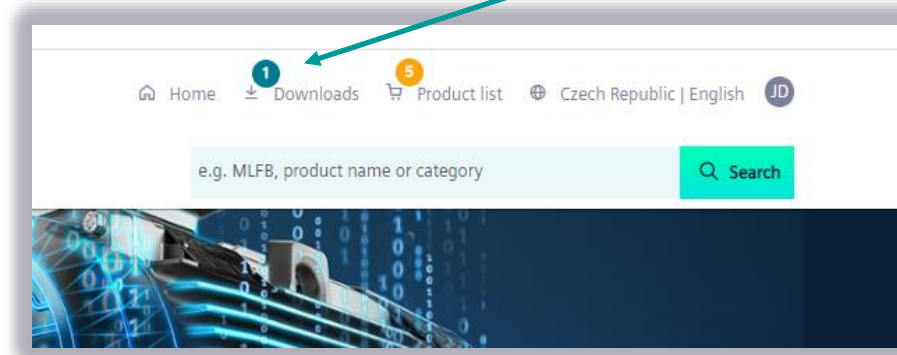 1
5
Home
Downloads
Product list
Czech Republic | English
JD
e.g. MLFB, product name or category
Search